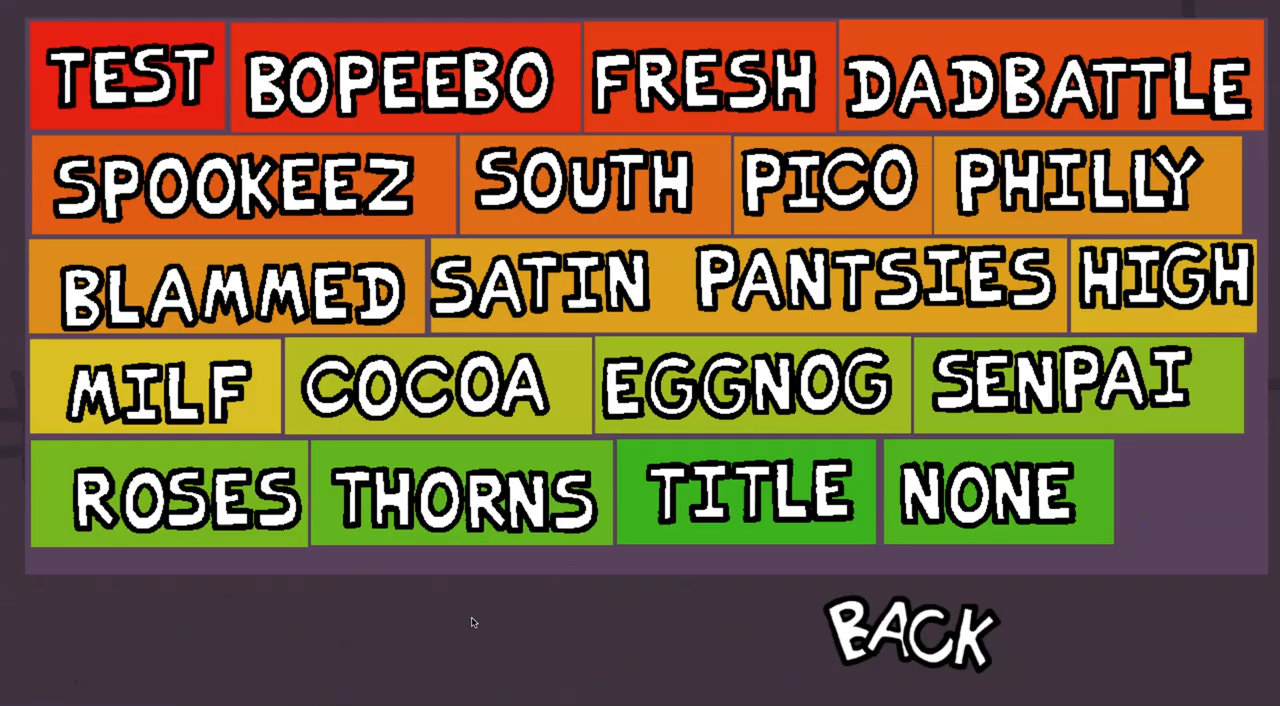 TEST BOPEEBO FRESH DADBATTLE
SPOOKEEZ SOUTH PICO PHILLY
BLAMMED SATIN PANTSIES HIGH
MILF COCOA EGGNOG SENPAI
ROSES THORNS TITLE NONE
BACK